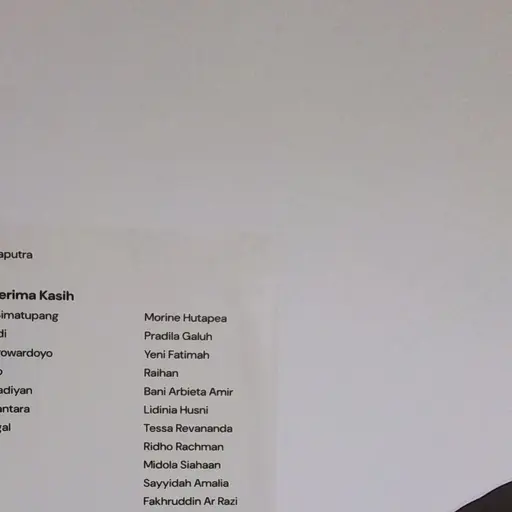 aputra
erima Kasih
imatupang
di
owardoyo
o
adiyan
antara
gal
Morine Hutapea
Pradila Galuh
Yeni Fatimah
Raihan
Bani Arbieta Amir
Lidinia Husni
Tessa Revananda
Ridho Rachman
Midola Siahaan
Sayyidah Amalia
Fakhruddin Ar Razi